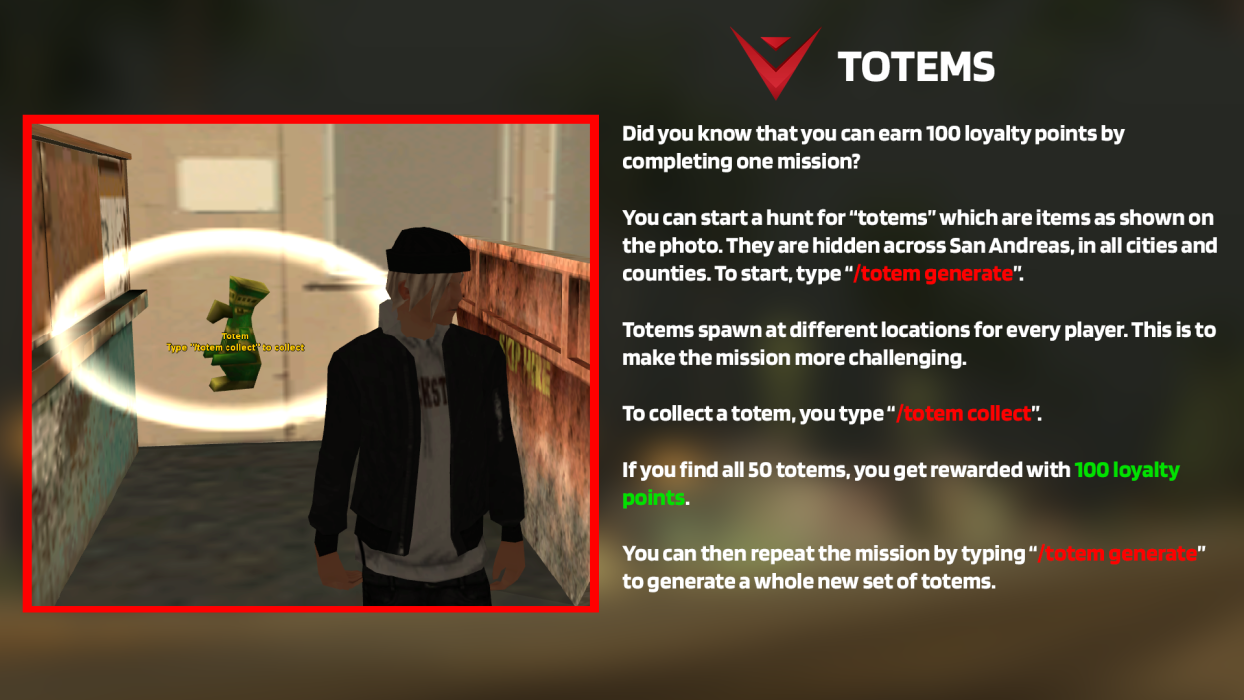 TOTEMS
Did you know that you can earn 100 loyalty points by
completing one mission?
You can start a hunt for “totems” which are items as shown on
the photo. They are hidden across San Andreas, in all cities and
counties. To start, type “/totem generate”.
Totems spawn at different locations for every player. This is to
make the mission more challenging.
To collect a totem, you type “/totem collect”.
If you find all 50 totems, you get rewarded with 100 loyalty
points.
You can then repeat the mission by typing “/totem generate”
to generate a whole new set of totems.
Totem
Type "/totem collect" to collect